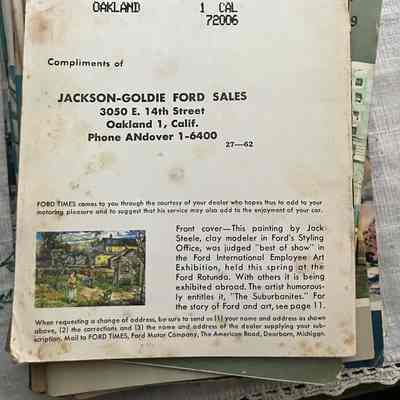 OAKLAND 1 CAL
72006
Compliments of
JACKSON-GOLDIE FORD SALES
3050 E. 14th Street
Oakland 1, Calif.
Phone ANdover 1-6400
27—62
FORD TIMES comes to you through the courtesy of your dealer who hopes thus to add to your
motoring pleasure and to suggest that his service may also add to the enjoyment of your car.
Front cover—This painting by Jack
Steele, clay modeler in Ford's Styling
Office, was judged "best of show" in
the Ford International Employee Art
Exhibition, held this spring at the
Ford Rotunda. With others it is being
exhibited abroad. The artist humorous-
ly entitles it, "The Suburbanites." For
the story of Ford and art, see page 11.
When requesting a change of address, be sure to send us (1) your name and address as shown
above, (2) the corrections and (3) the name and address of the dealer supplying your sub-
scription. Mail to FORD TIMES, Ford Motor Company, The American Road, Dearborn, Michigan.
9